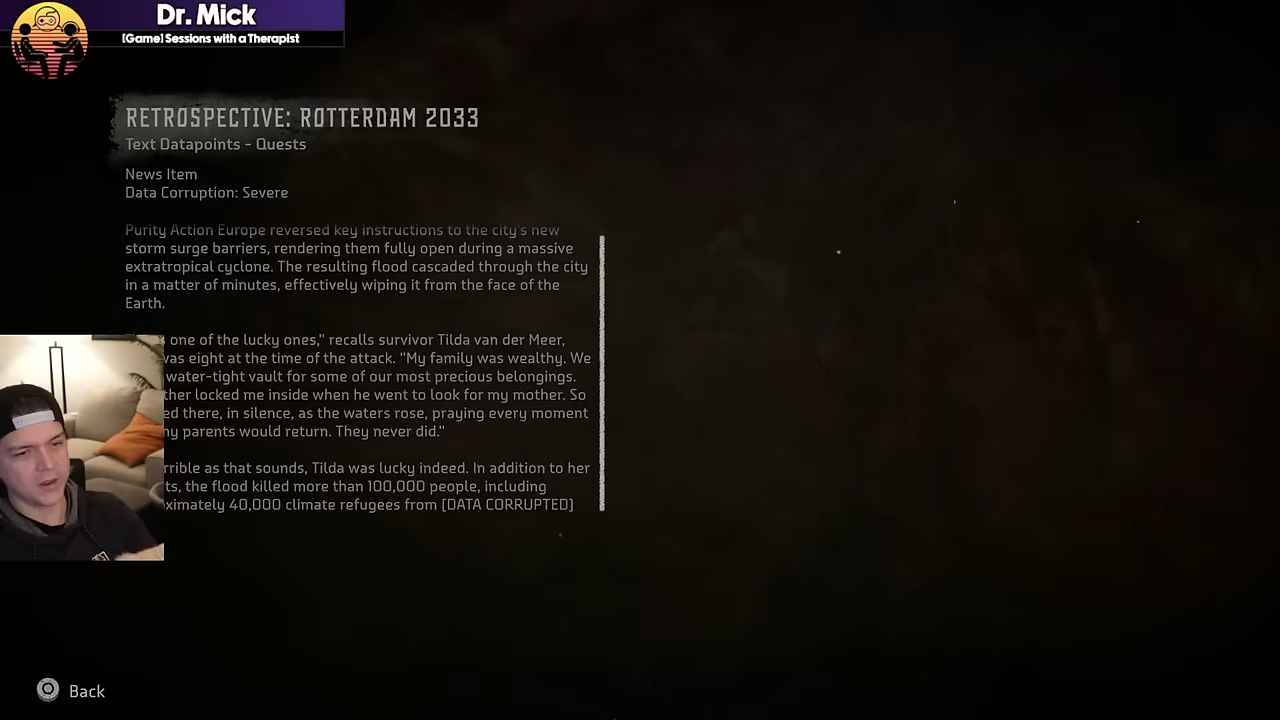 Dr. Mick
[Game] Sessions with a Therapist
RETROSPECTIVE: ROTTERDAM 2033
Text Datapoints - Quests
News Item
Data Corruption: Severe
Purity Action Europe reversed key instructions to the city's new
storm surge barriers, rendering them fully open during a massive
extratropical cyclone. The resulting flood cascaded through the city
in a matter of minutes, effectively wiping it from the face of the
Earth.
one of the lucky ones," recalls survivor Tilda van der Meer,
was eight at the time of the attack. "My family was wealthy. We
water-tight vault for some of our most precious belongings.
locked me inside when he went to look for my mother. So
there, in silence, as the waters rose, praying every moment
my parents would return. They never did."
as that sounds, Tilda was lucky indeed. In addition to her
the flood killed more than 100,000 people, including
40,000 climate refugees from [DATA CORRUPTED]
Back